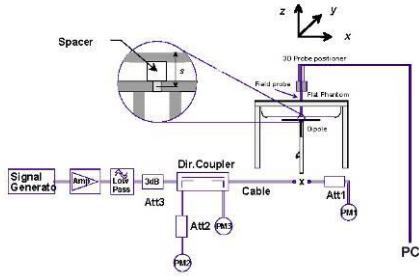 z
y
x
Spacer
s
3D Probe positioner
Field probe
Flat Phantom
Dipole
Signal
Generato
Amp
Low
Pass
3dB
Att3
Dir.Coupler
Cable
x
Att1
PM1
Att2
PM3
PM2
PC